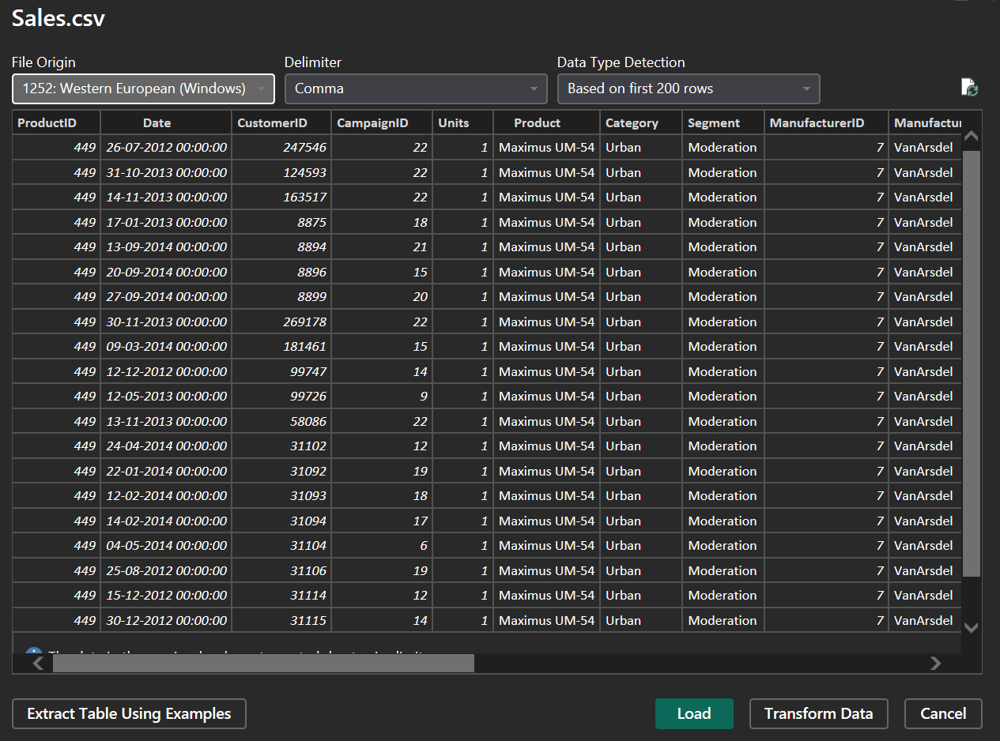 Sales.csv
File Origin Delimiter Data Type Detection
1252: Western European (Windows) Comma Based on first 200 rows
ProductID Date CustomerID CampaignID Units Product Category Segment ManufacturerID Manufactu
449 26-07-2012 00:00:00 247546 22 1 Maximus UM-54 Urban Moderation 7 VanArsdel
449 31-10-2013 00:00:00 124593 22 1 Maximus UM-54 Urban Moderation 7 VanArsdel
449 14-11-2013 00:00:00 163517 22 1 Maximus UM-54 Urban Moderation 7 VanArsdel
449 17-01-2013 00:00:00 8875 18 1 Maximus UM-54 Urban Moderation 7 VanArsdel
449 13-09-2014 00:00:00 8894 21 1 Maximus UM-54 Urban Moderation 7 VanArsdel
449 20-09-2014 00:00:00 8896 15 1 Maximus UM-54 Urban Moderation 7 VanArsdel
449 27-09-2014 00:00:00 8899 20 1 Maximus UM-54 Urban Moderation 7 VanArsdel
449 30-11-2013 00:00:00 269178 22 1 Maximus UM-54 Urban Moderation 7 VanArsdel
449 09-03-2014 00:00:00 181461 15 1 Maximus UM-54 Urban Moderation 7 VanArsdel
449 12-12-2012 00:00:00 99747 14 1 Maximus UM-54 Urban Moderation 7 VanArsdel
449 12-05-2013 00:00:00 99726 9 1 Maximus UM-54 Urban Moderation 7 VanArsdel
449 13-11-2013 00:00:00 58086 22 1 Maximus UM-54 Urban Moderation 7 VanArsdel
449 24-04-2014 00:00:00 31102 12 1 Maximus UM-54 Urban Moderation 7 VanArsdel
449 22-01-2014 00:00:00 31092 19 1 Maximus UM-54 Urban Moderation 7 VanArsdel
449 12-02-2014 00:00:00 31093 18 1 Maximus UM-54 Urban Moderation 7 VanArsdel
449 14-02-2014 00:00:00 31094 17 1 Maximus UM-54 Urban Moderation 7 VanArsdel
449 04-05-2014 00:00:00 31104 6 1 Maximus UM-54 Urban Moderation 7 VanArsdel
449 25-08-2012 00:00:00 31106 19 1 Maximus UM-54 Urban Moderation 7 VanArsdel
449 15-12-2012 00:00:00 31114 12 1 Maximus UM-54 Urban Moderation 7 VanArsdel
449 30-12-2012 00:00:00 31115 14 1 Maximus UM-54 Urban Moderation 7 VanArsdel
Extract Table Using Examples Load Transform Data Cancel